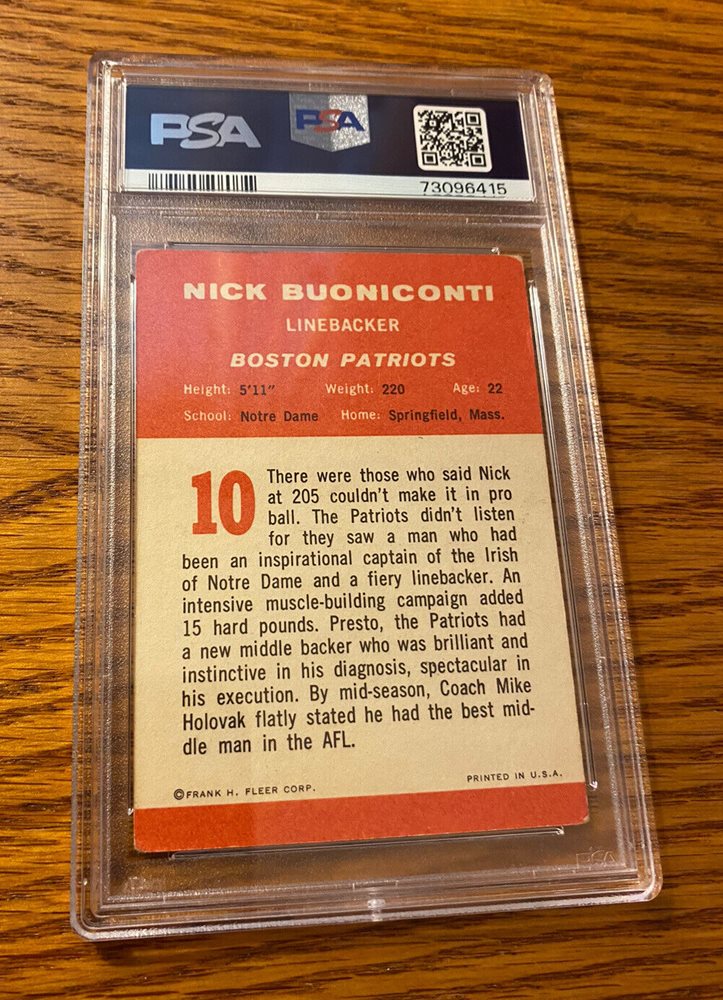 PSA PSA
73096415
NICK BUONICONTI
LINEBACKER
BOSTON PATRIOTS
Height: 5'11" Weight: 220 Age: 22
School: Notre Dame Home: Springfield, Mass.
10 There were those who said Nick
at 205 couldn't make it in pro
ball. The Patriots didn't listen
for they saw a man who had
been an inspirational captain of the Irish
of Notre Dame and a fiery linebacker. An
intensive muscle-building campaign added
15 hard pounds. Presto, the Patriots had
a new middle backer who was brilliant and
instinctive in his diagnosis, spectacular in
his execution. By mid-season, Coach Mike
Holovak flatly stated he had the best mid-
dle man in the AFL.
©FRANK H. FLEER CORP. PRINTED IN U.S.A.
PSA